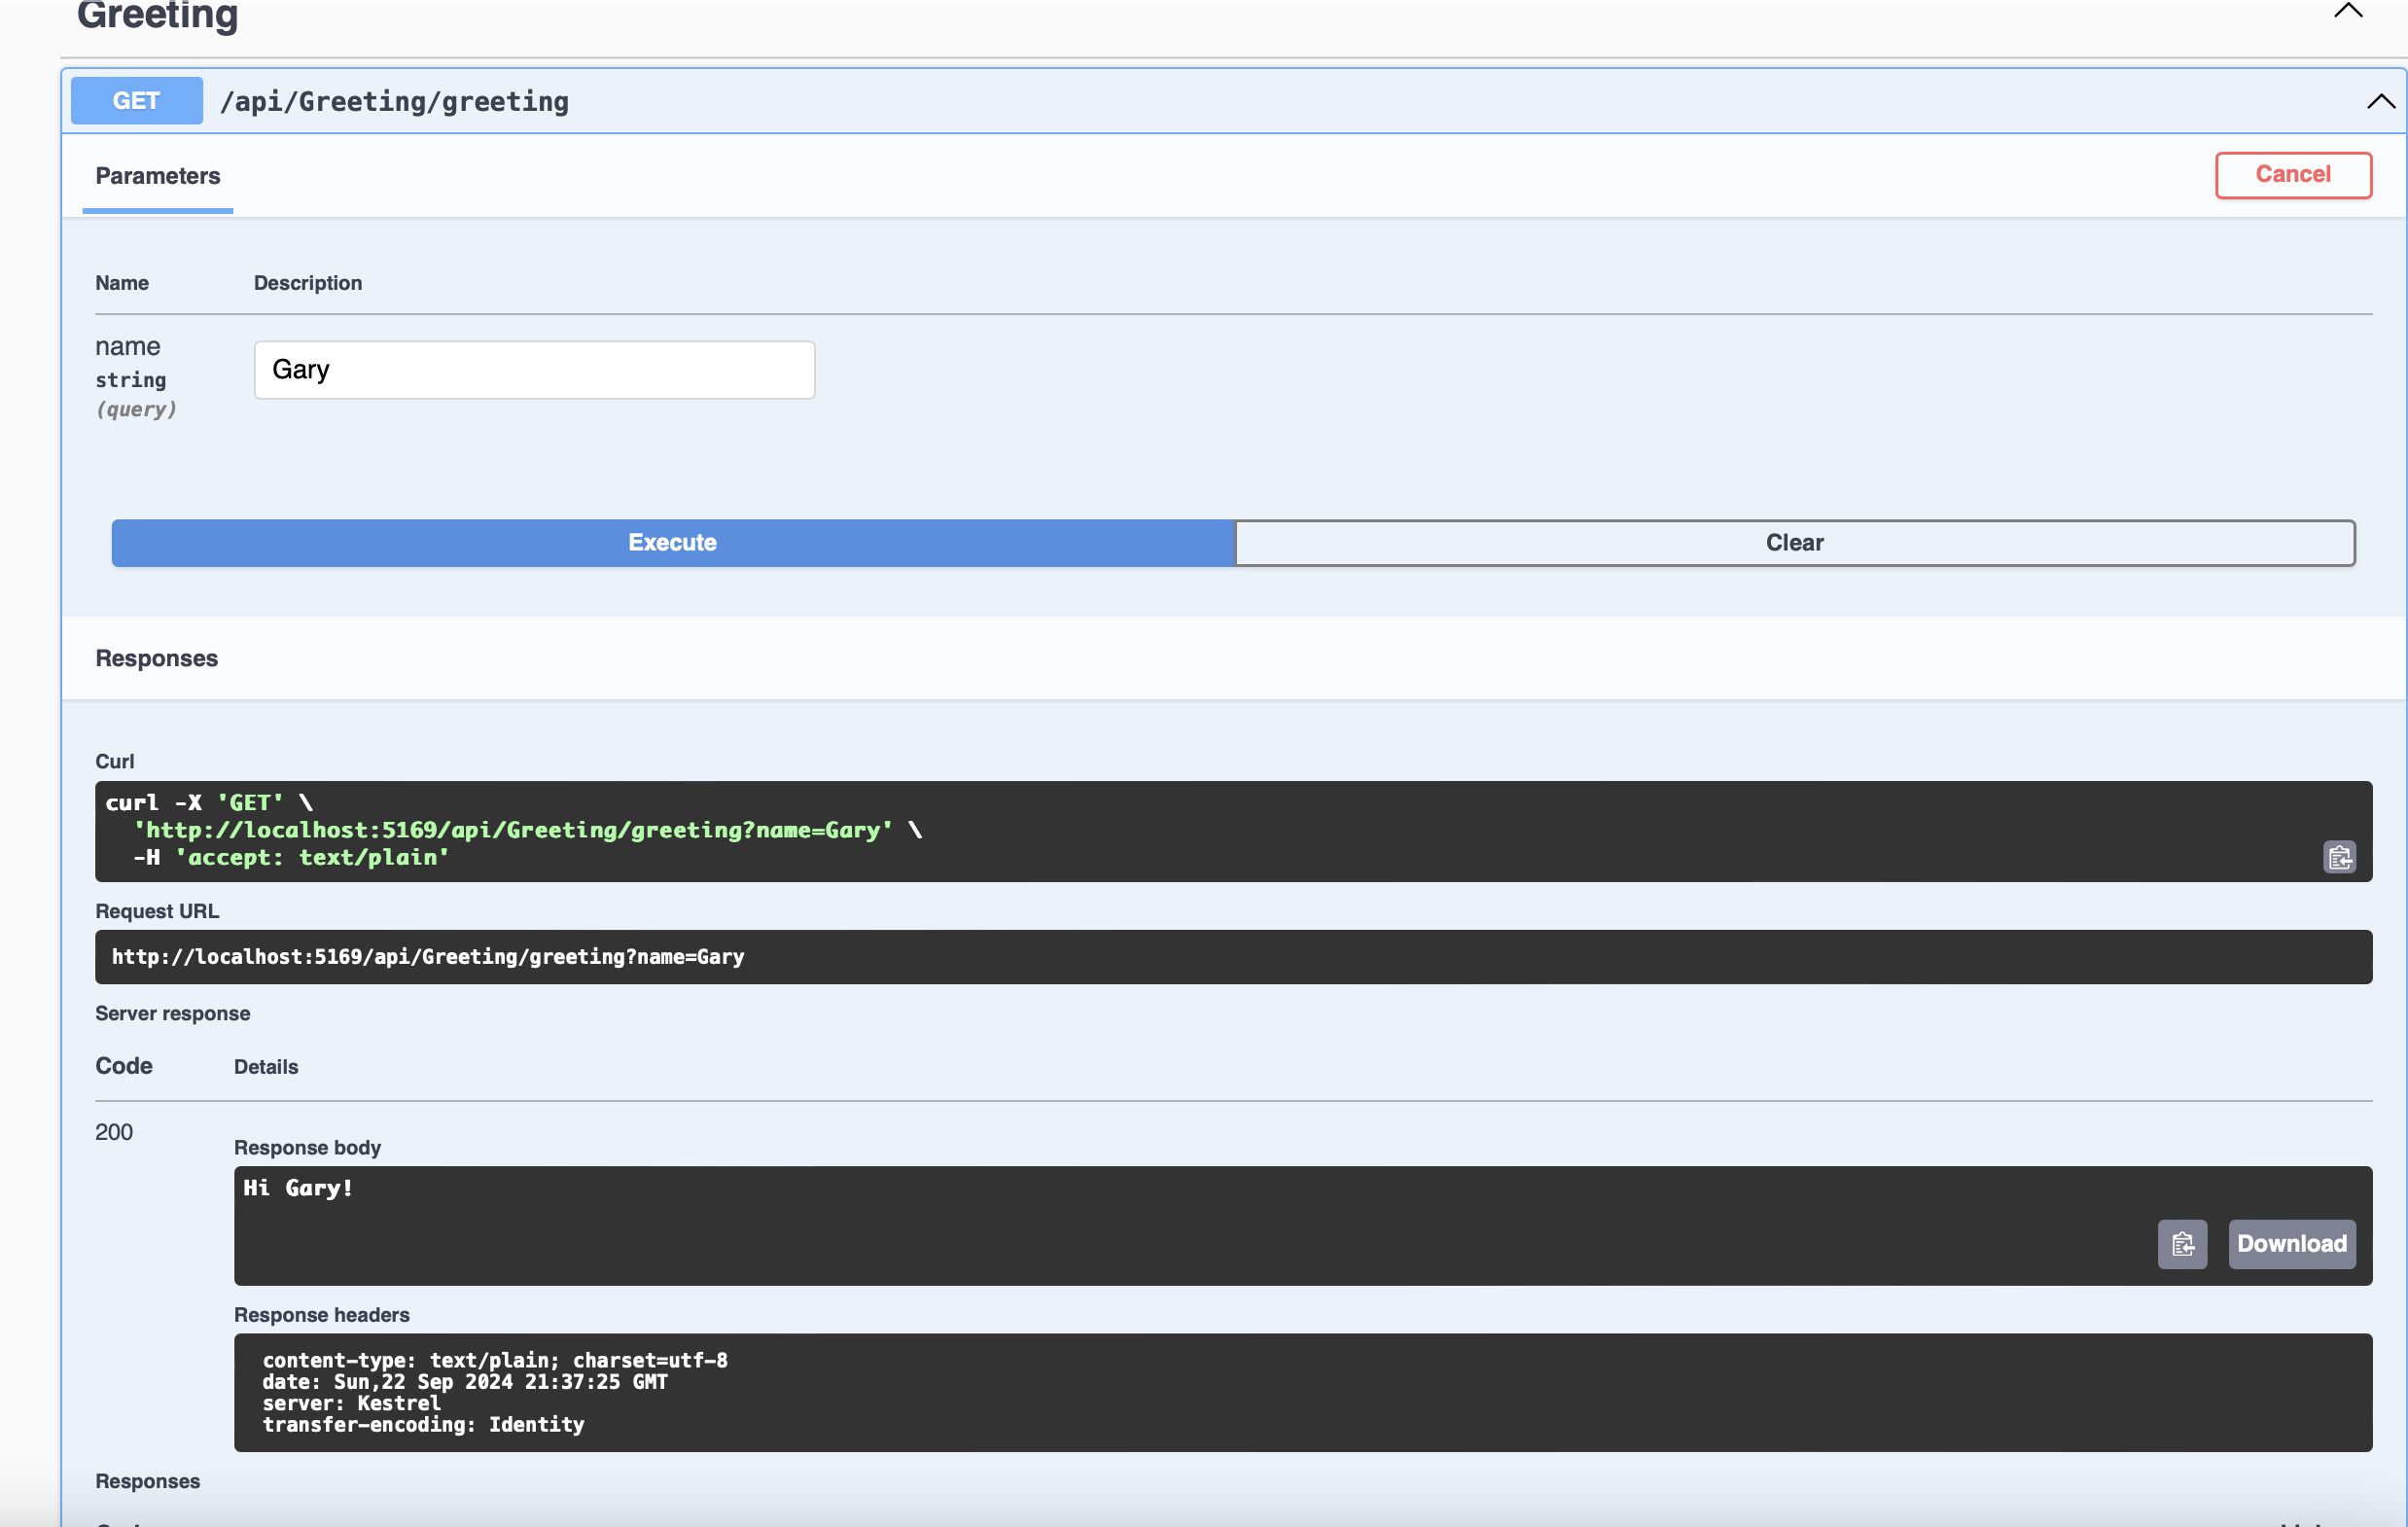 Greeting
GET /api/Greeting/greeting
Parameters
Cancel
Name Description
name
string
(query)
Gary
Execute
Clear
Responses
Curl
curl -X 'GET' \
'http://localhost:5169/api/Greeting/greeting?name=Gary' \
-H 'accept: text/plain'
Request URL
http://localhost:5169/api/Greeting/greeting?name=Gary
Server response
Code Details
200
Response body
Hi Gary!
Download
Response headers
content-type: text/plain; charset=utf-8
date: Sun,22 Sep 2024 21:37:25 GMT
server: Kestrel
transfer-encoding: Identity
Responses